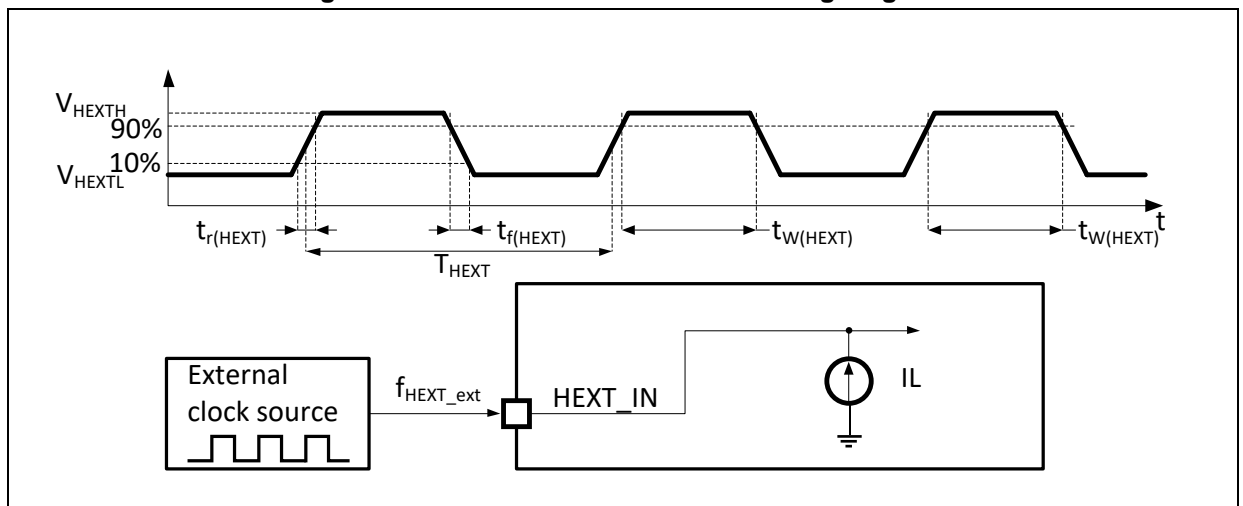 V_HEXTH
90%
10%
V_HEXTL
t
t_r(HEXT)
t_f(HEXT)
t_W(HEXT)
t_W(HEXT)
T_HEXT
External
clock source
f_HEXT_ext
HEXT_IN
IL